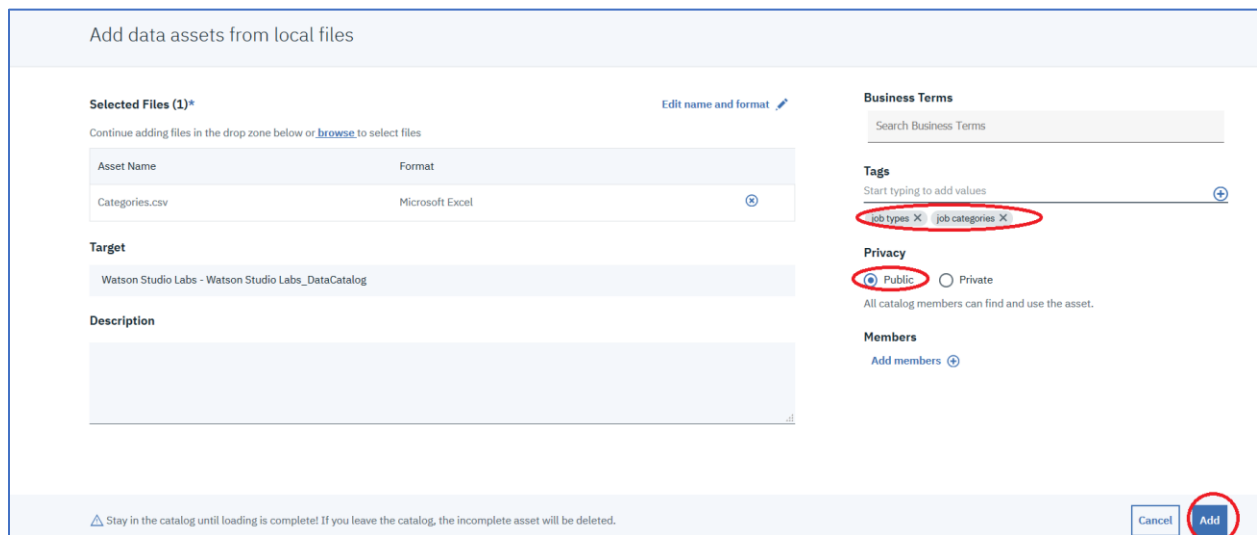 Add data assets from local files
Selected Files (1)*
Edit name and format
Continue adding files in the drop zone below or browse to select files
Asset Name Format
Categories.csv Microsoft Excel
Target
Watson Studio Labs - Watson Studio Labs_DataCatalog
Description
Business Terms
Search Business Terms
Tags
Start typing to add values
job types X job categories X
Privacy
Public Private
All catalog members can find and use the asset.
Members
Add members
Stay in the catalog until loading is complete! If you leave the catalog, the incomplete asset will be deleted.
Cancel Add